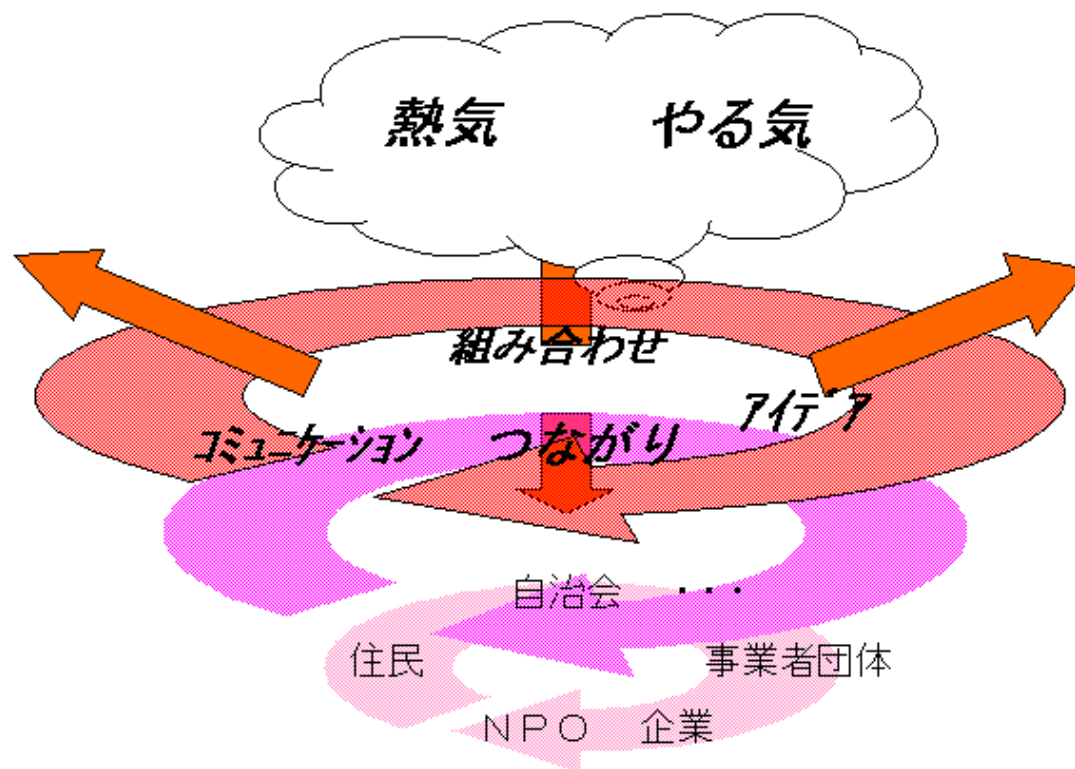 熱気　やる気
組み合わせ
アイデア
コミュニケーション　つながり
自治会　・・・
住民　事業者団体
ＮＰＯ　企業